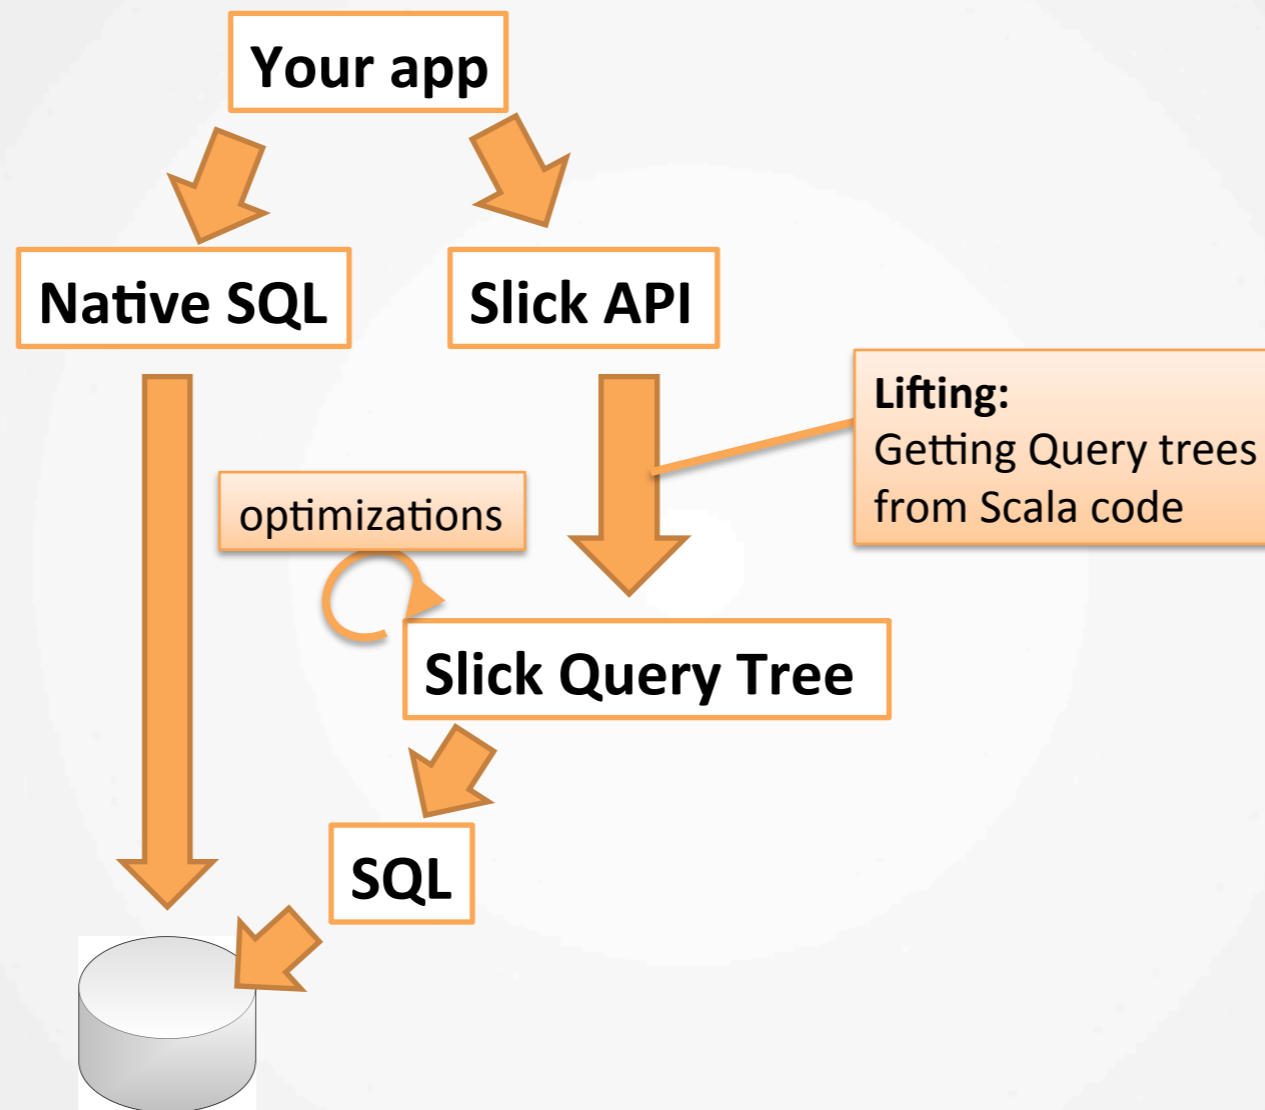 Your app
Native SQL
Slick API
Lifting:
Getting Query trees
from Scala code
optimizations
Slick Query Tree
SQL